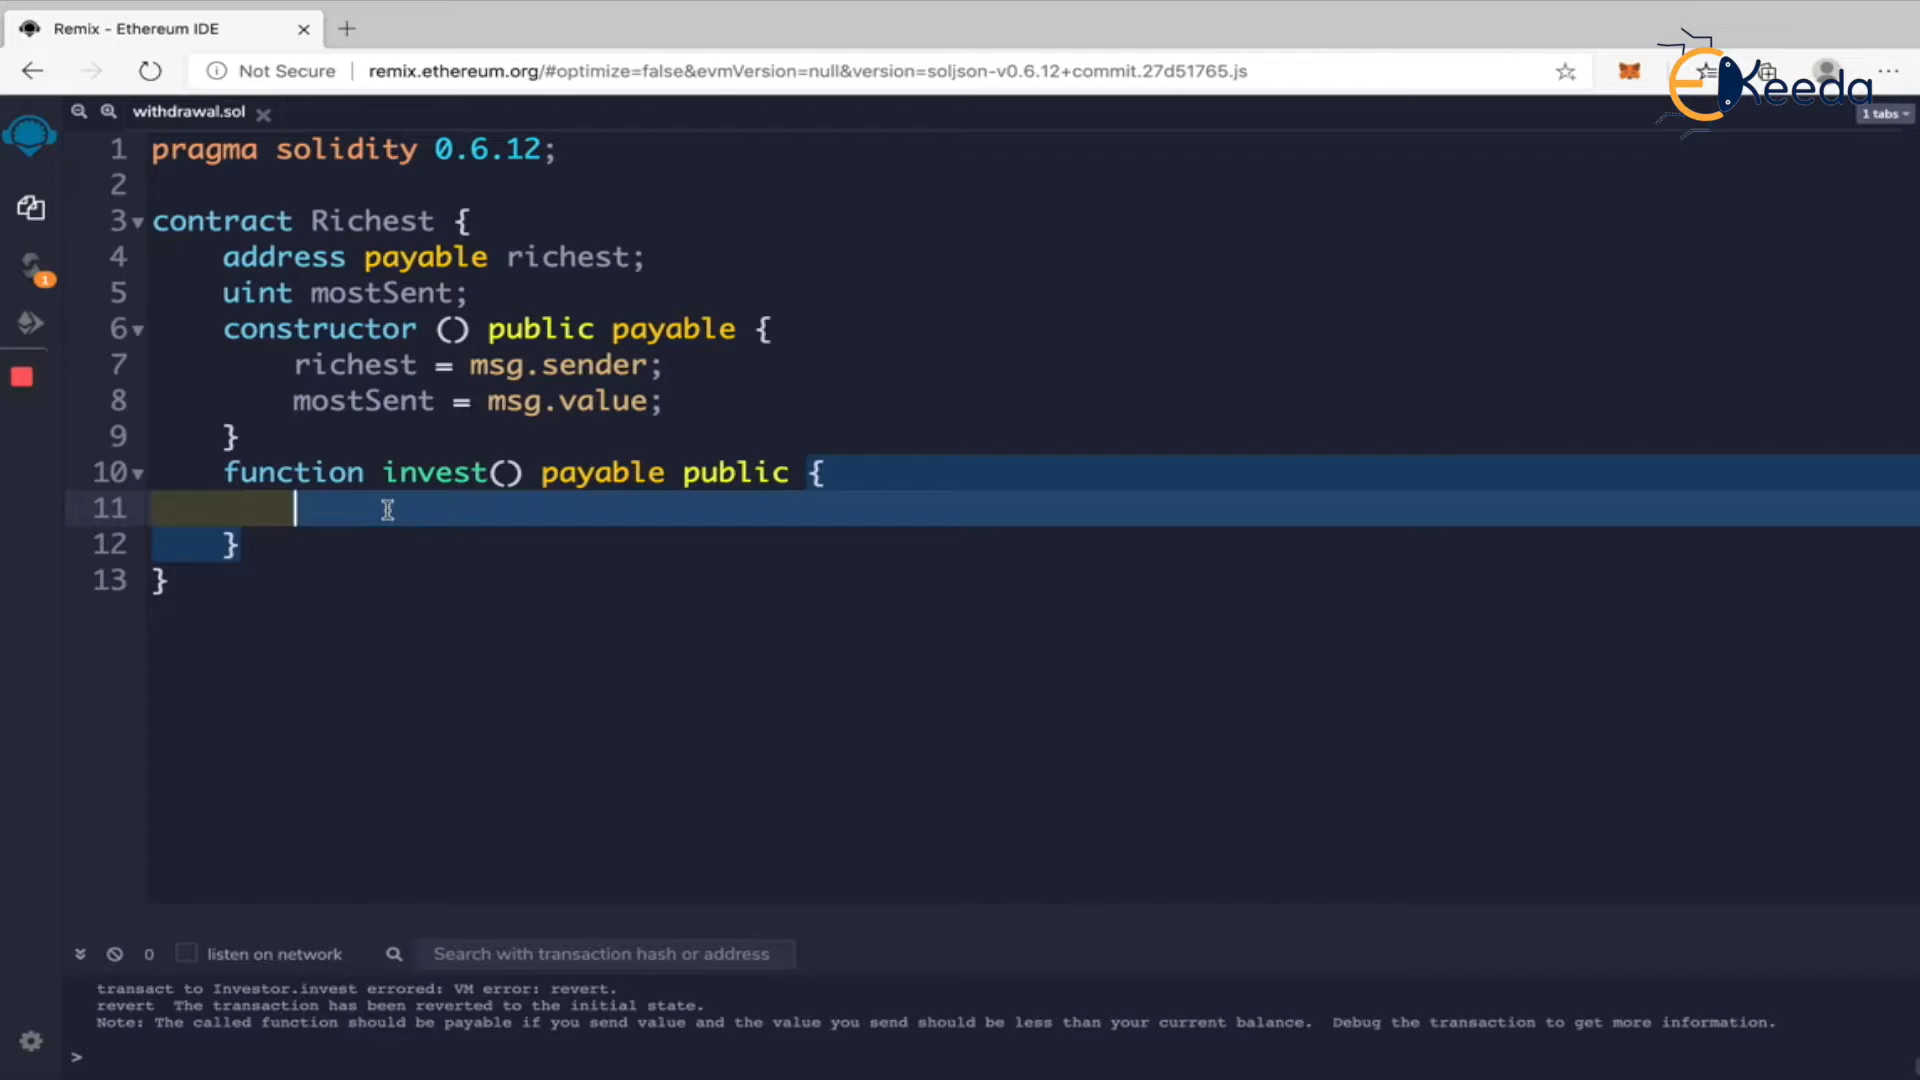 Remix - Ethereum IDE
Not Secure | remix.ethereum.org/#optimize=false&evmVersion=null&version=soljson-v0.6.12+commit.27d51765.js
eKeeda
withdrawal.sol
1 tabs
1 pragma solidity 0.6.12;
2
3 contract Richest {
4 address payable richest;
5 uint mostSent;
6 constructor () public payable {
7 richest = msg.sender;
8 mostSent = msg.value;
9 }
10 function invest() payable public {
11
12 }
13 }
1
0 listen on network Search with transaction hash or address
transact to Investor.invest errored: VM error: revert.
revert The transaction has been reverted to the initial state.
Note: The called function should be payable if you send value and the value you send should be less than your current balance. Debug the transaction to get more information.
>